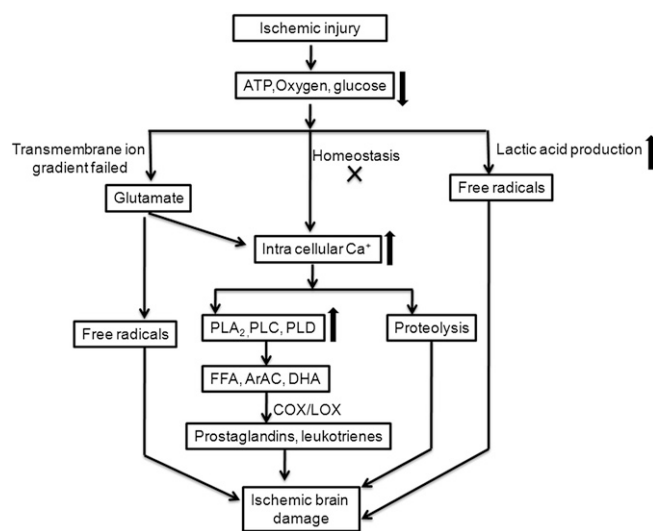 Ischemic injury
ATP,Oxygen, glucose
Transmembrane ion
gradient failed
Homeostasis
Lactic acid production
Glutamate
Free radicals
Intra cellular Ca⁺
Free radicals
PLA₂, PLC, PLD
Proteolysis
FFA, ArAC, DHA
COX/LOX
Prostaglandins, leukotrienes
Ischemic brain
damage